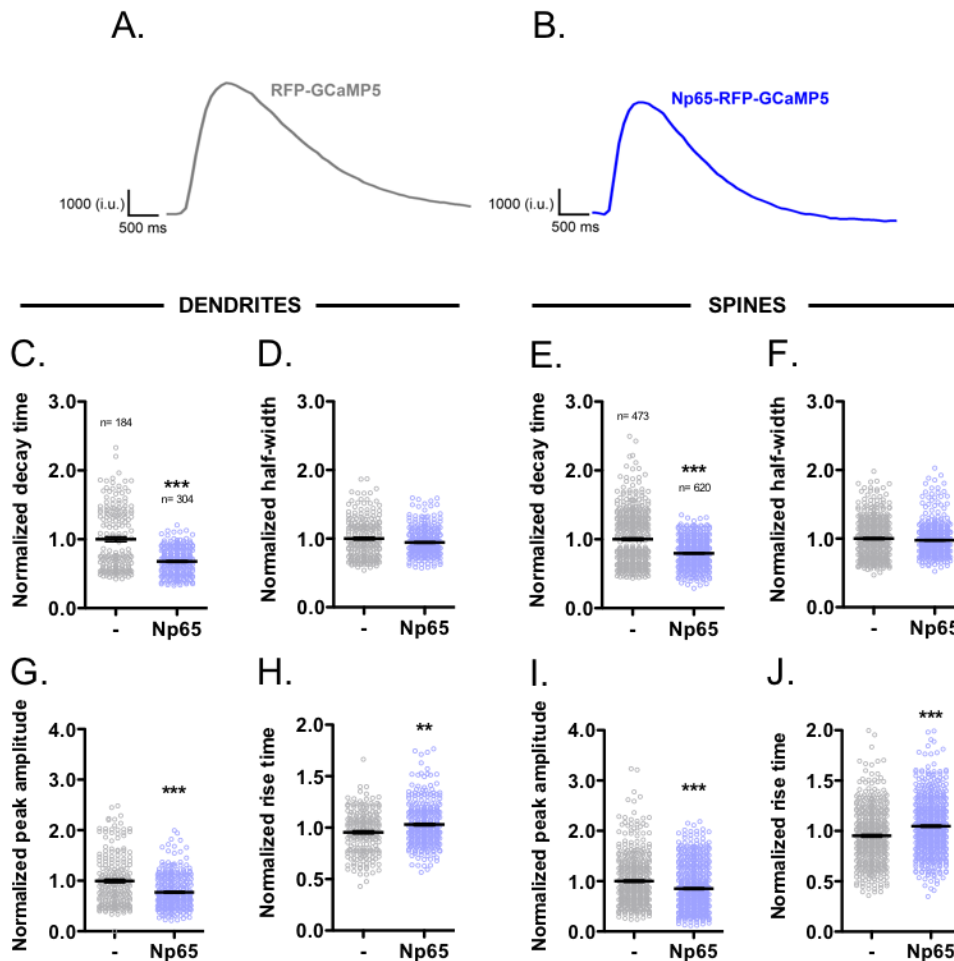 A.
B.
RFP-GCaMP5
Np65-RFP-GCaMP5
1000 (i.u.)
500 ms
1000 (i.u.)
500 ms
DENDRITES
SPINES
C.
D.
E.
F.
Normalized decay time
3.0
2.0
1.0
0.0
n= 184
***
n= 304
-
Np65
Normalized half-width
3.0
2.0
1.0
0.0
-
Np65
Normalized decay time
3.0
2.0
1.0
0.0
n= 473
***
n= 620
-
Np65
Normalized half-width
3.0
2.0
1.0
0.0
-
Np65
G.
H.
I.
J.
Normalized peak amplitude
4.0
3.0
2.0
1.0
0.0
***
-
Np65
Normalized rise time
2.0
1.5
1.0
0.5
0.0
**
-
Np65
Normalized peak amplitude
4.0
3.0
2.0
1.0
0.0
***
-
Np65
Normalized rise time
2.0
1.5
1.0
0.5
0.0
***
-
Np65